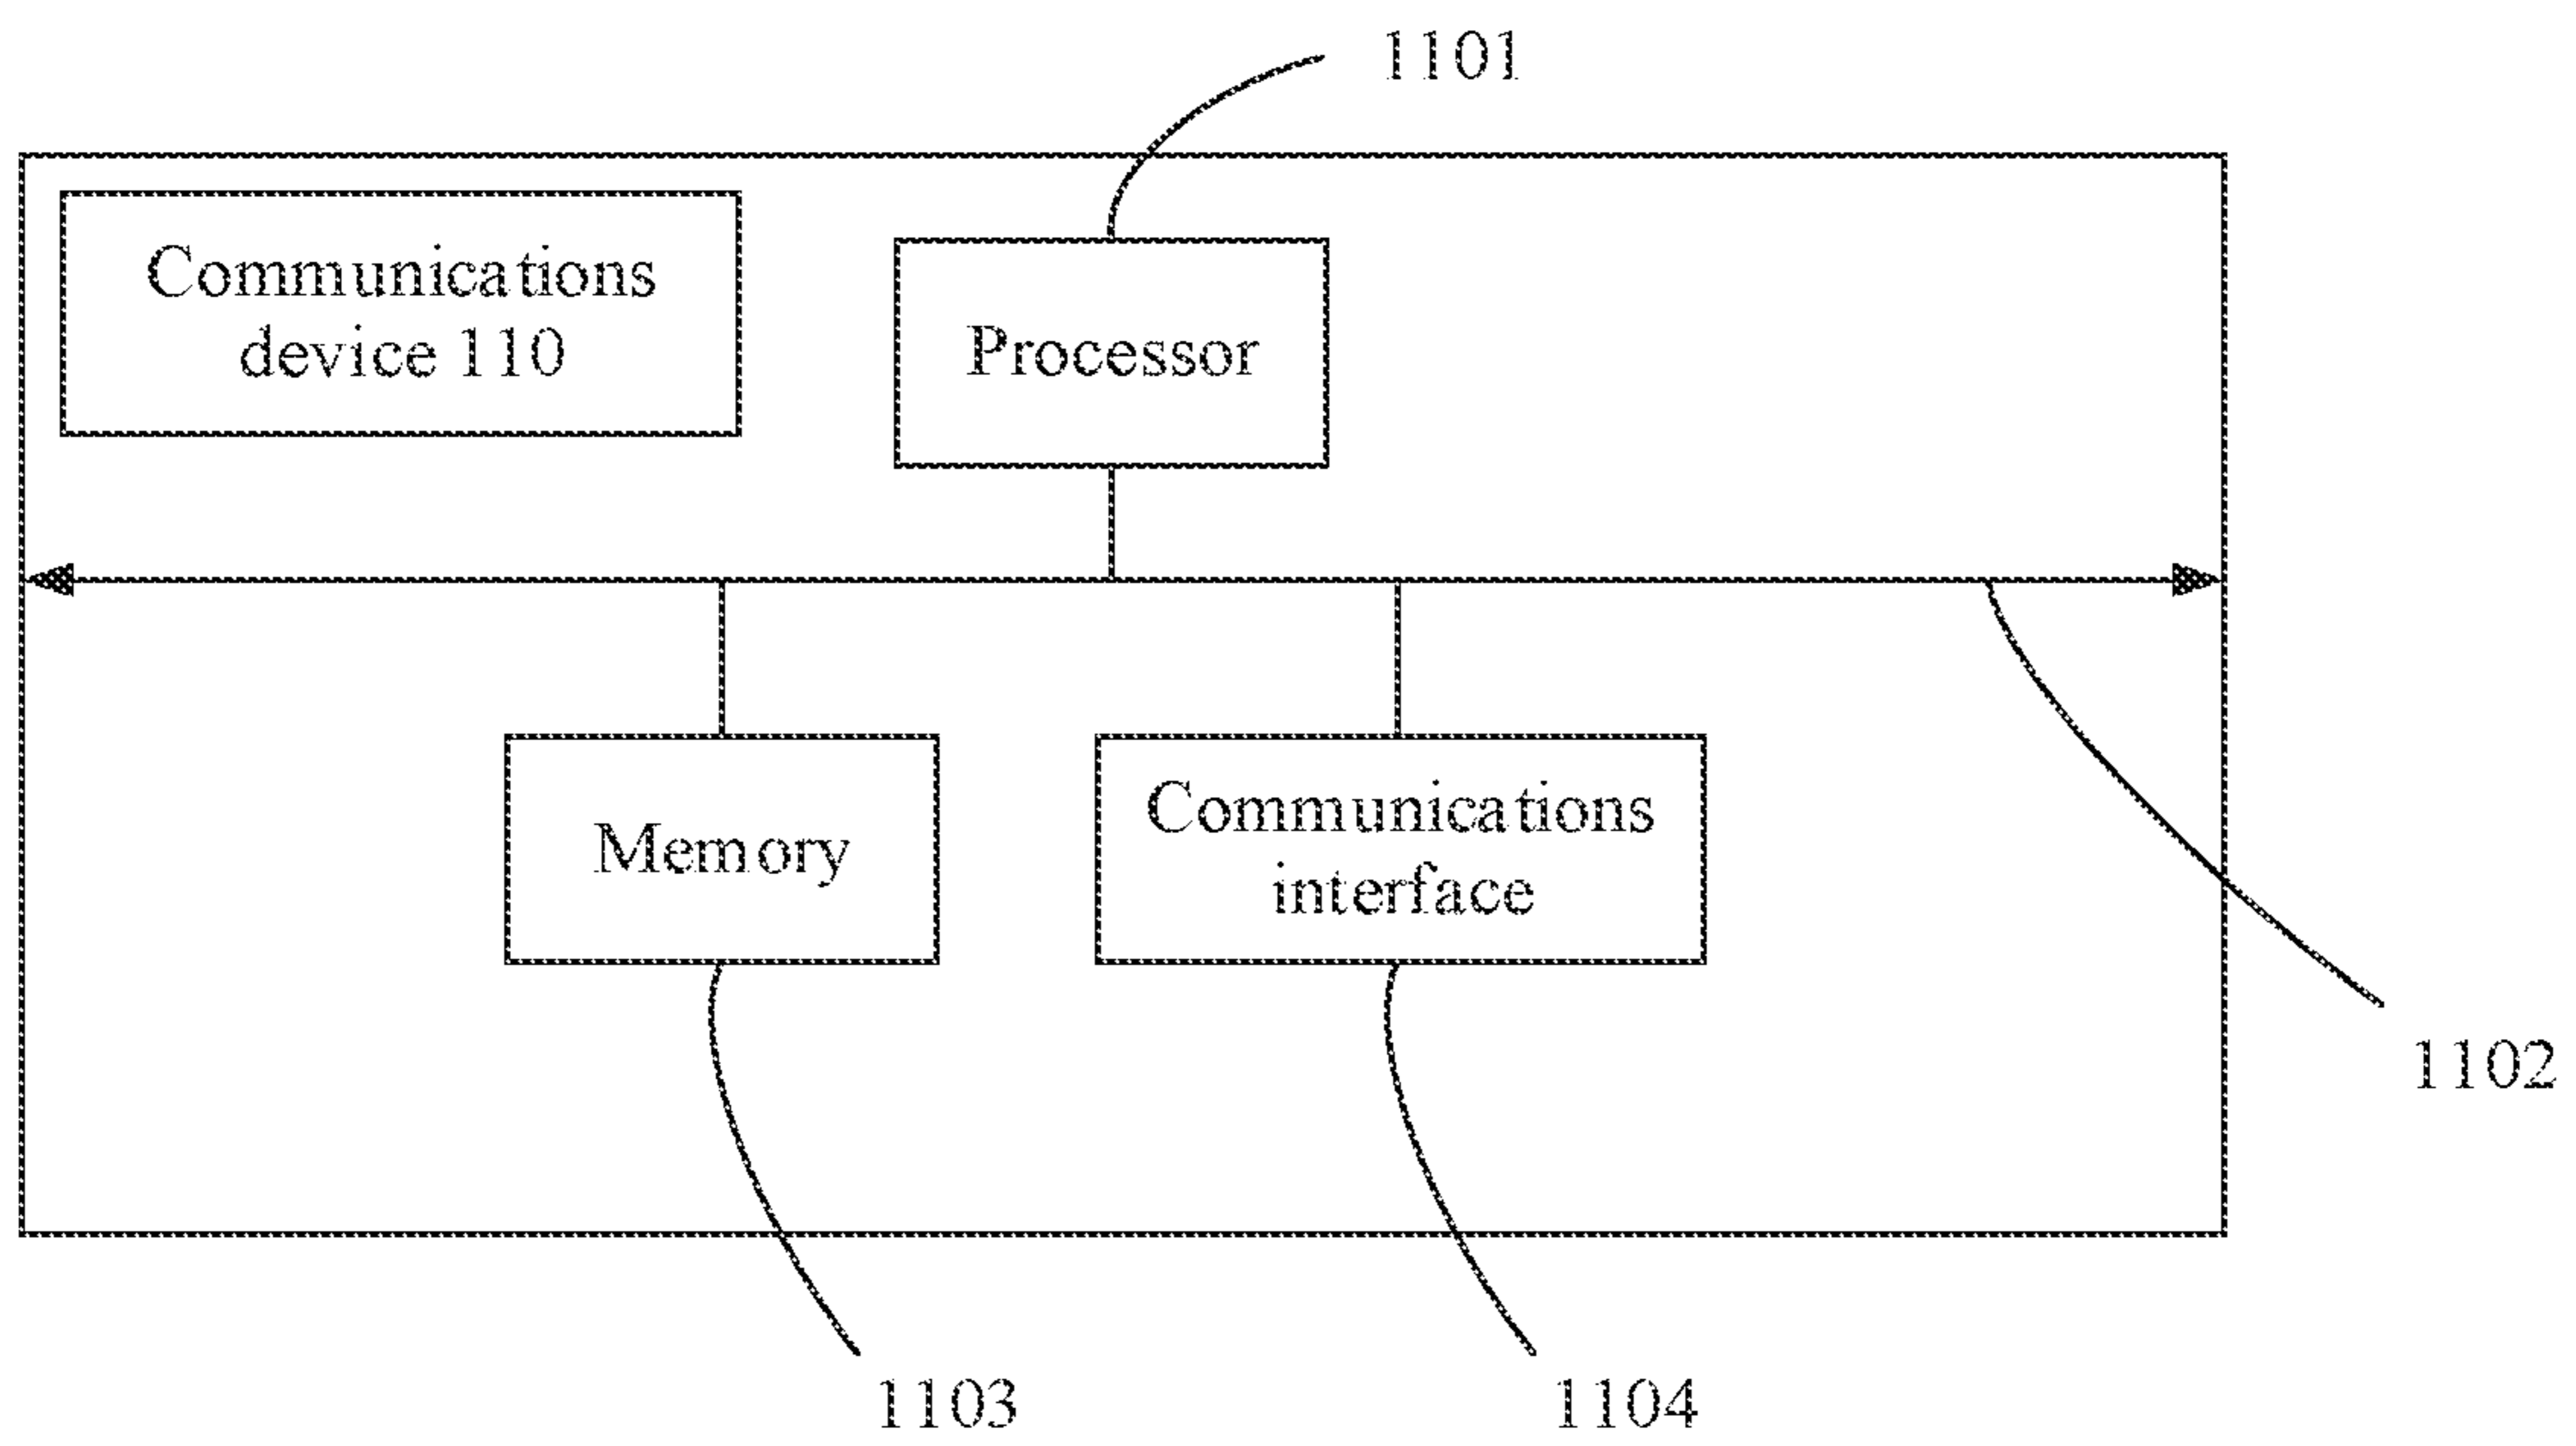 1101
Communications
device 110
Processor
Memory
Communications
interface
1102
1103
1104